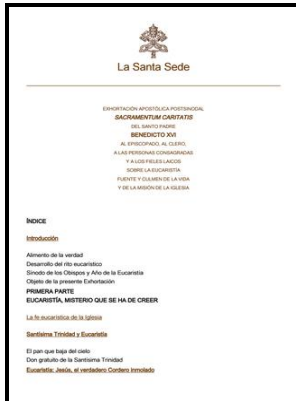 La Santa Sede
EXHORTACIÓN APOSTÓLICA POSTSINODAL
SACRAMENTUM CARITATIS
DEL SANTO PADRE
BENEDICTO XVI
AL EPISCOPADO, AL CLERO,
A LAS PERSONAS CONSAGRADAS
Y A LOS FIELES LAICOS
SOBRE LA EUCARISTÍA
FUENTE Y CULMEN DE LA VIDA
Y DE LA MISIÓN DE LA IGLESIA
ÍNDICE
Introducción
Alimento de la verdad
Desarrollo del rito eucarístico
Sínodo de los Obispos y Año de la Eucaristía
Objeto de la presente Exhortación
PRIMERA PARTE
EUCARISTÍA, MISTERIO QUE SE HA DE CREER
La fe eucarística de la Iglesia
Santísima Trinidad y Eucaristía
El pan que baja del cielo
Don gratuito de la Santísima Trinidad
Eucaristía: Jesús, el verdadero Cordero inmolado